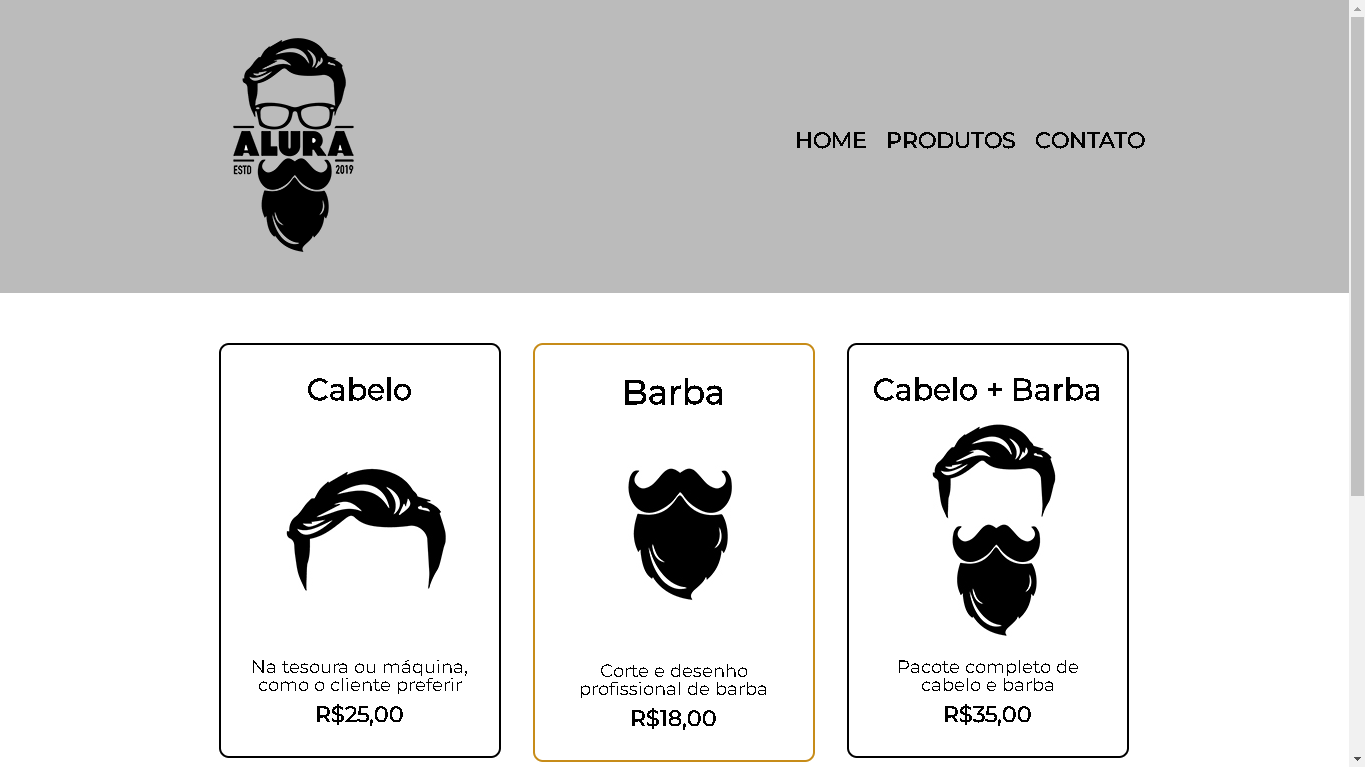 ALURA
ESTD 2019
HOME PRODUTOS CONTATO
Cabelo
Na tesoura ou máquina,
como o cliente preferir
R$25,00
Barba
Corte e desenho
profissional de barba
R$18,00
Cabelo + Barba
Pacote completo de
cabelo e barba
R$35,00